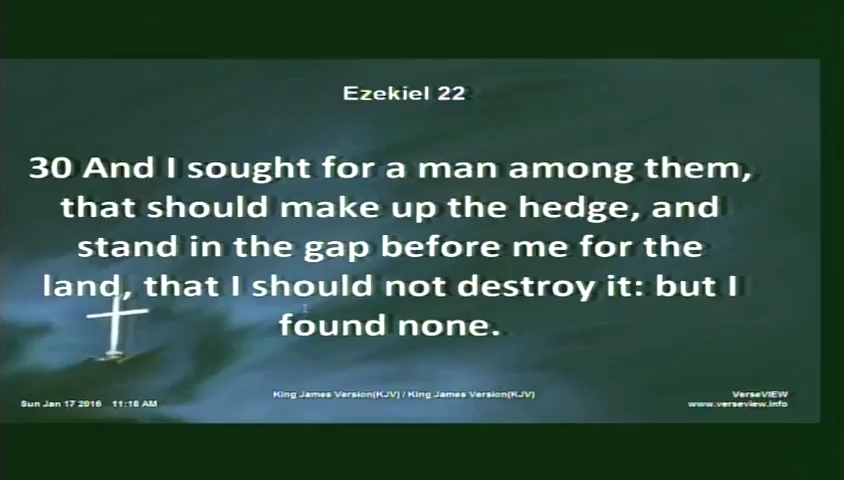 Ezekiel 22
30 And I sought for a man among them,
that should make up the hedge, and
stand in the gap before me for the
land, that I should not destroy it: but I
found none.
King James Version(KJV) / King James Version(KJV)
VerseVIEW
Sun Jan 17 2016 11:18 AM
www.verseview.info